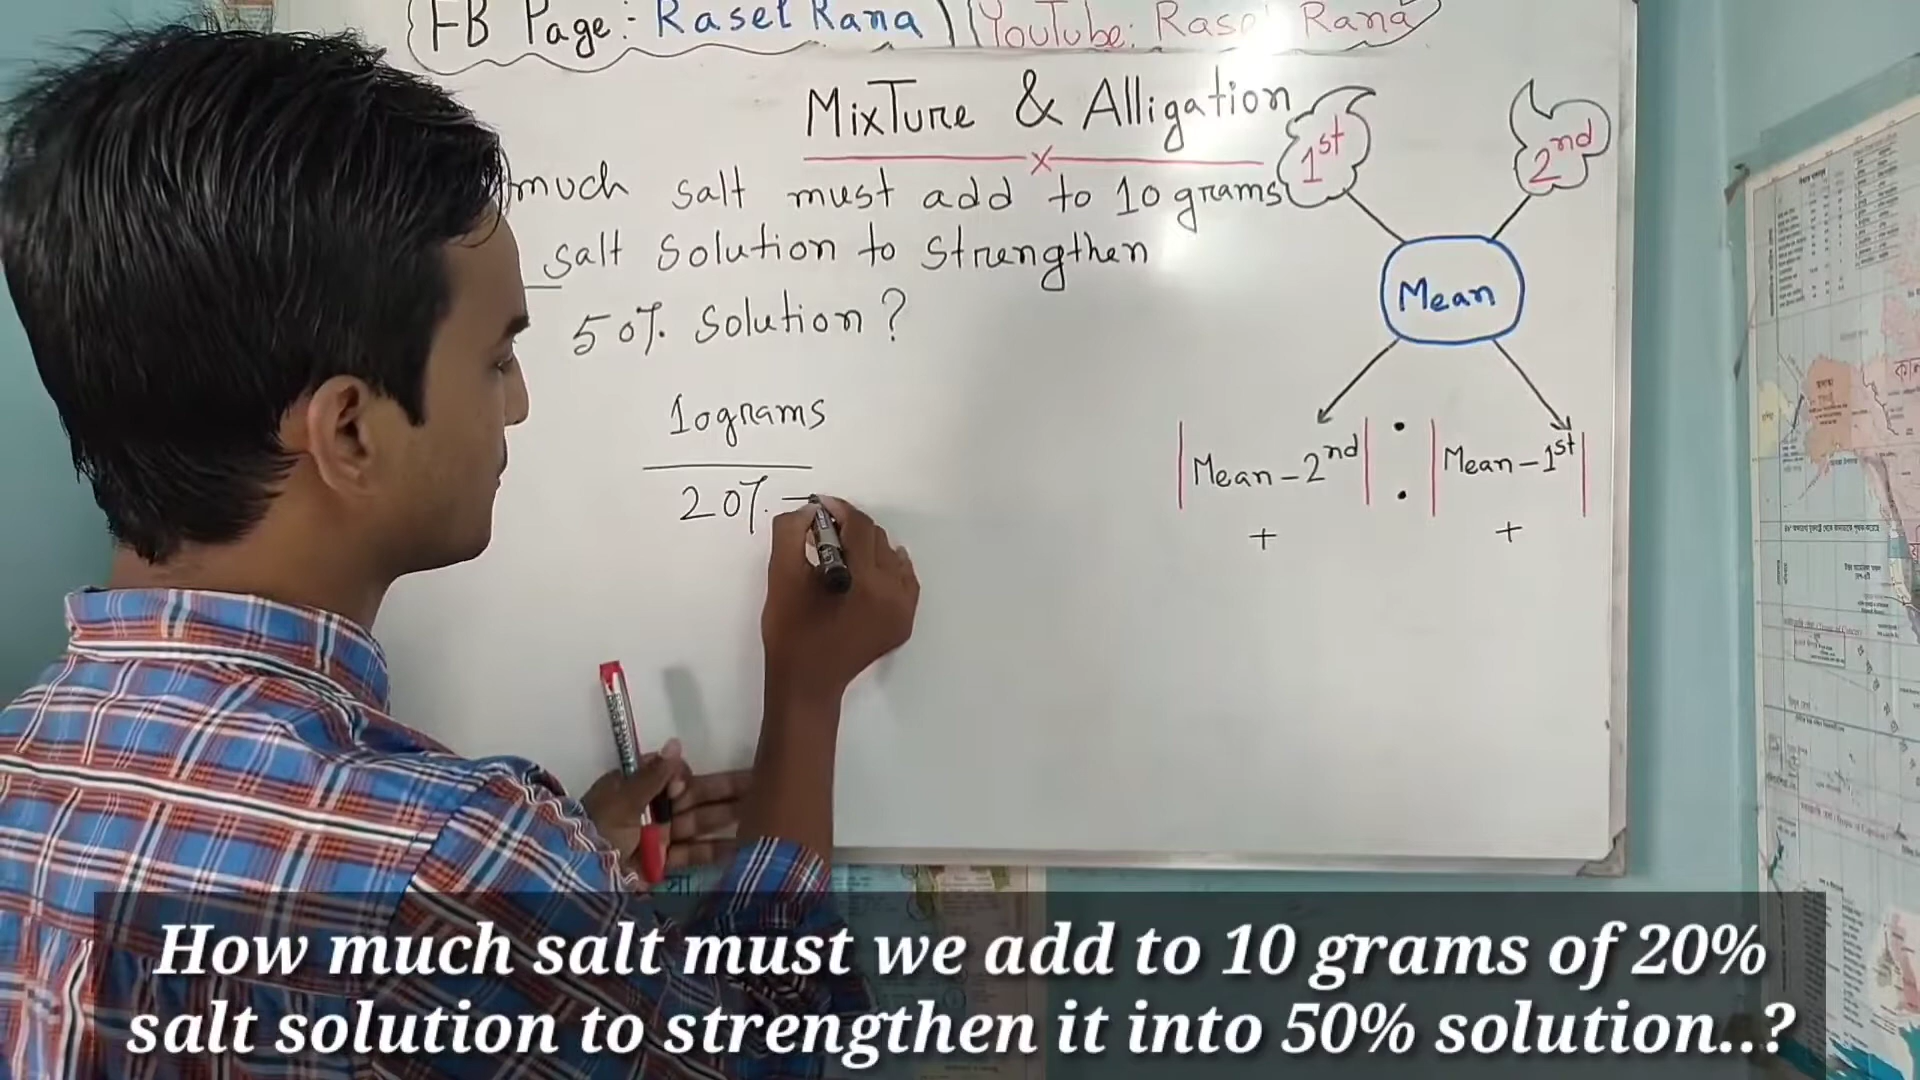 FB Page:- Rasel Rana
YouTube: Rasel Rana
MixTure & Alligation
much salt must add to 10 grams
salt solution to strengthen
50% solution?
10grams
20%
1st
2nd
Mean
|Mean-2nd| : |Mean-1st|
+ +
How much salt must we add to 10 grams of 20%
salt solution to strengthen it into 50% solution..?